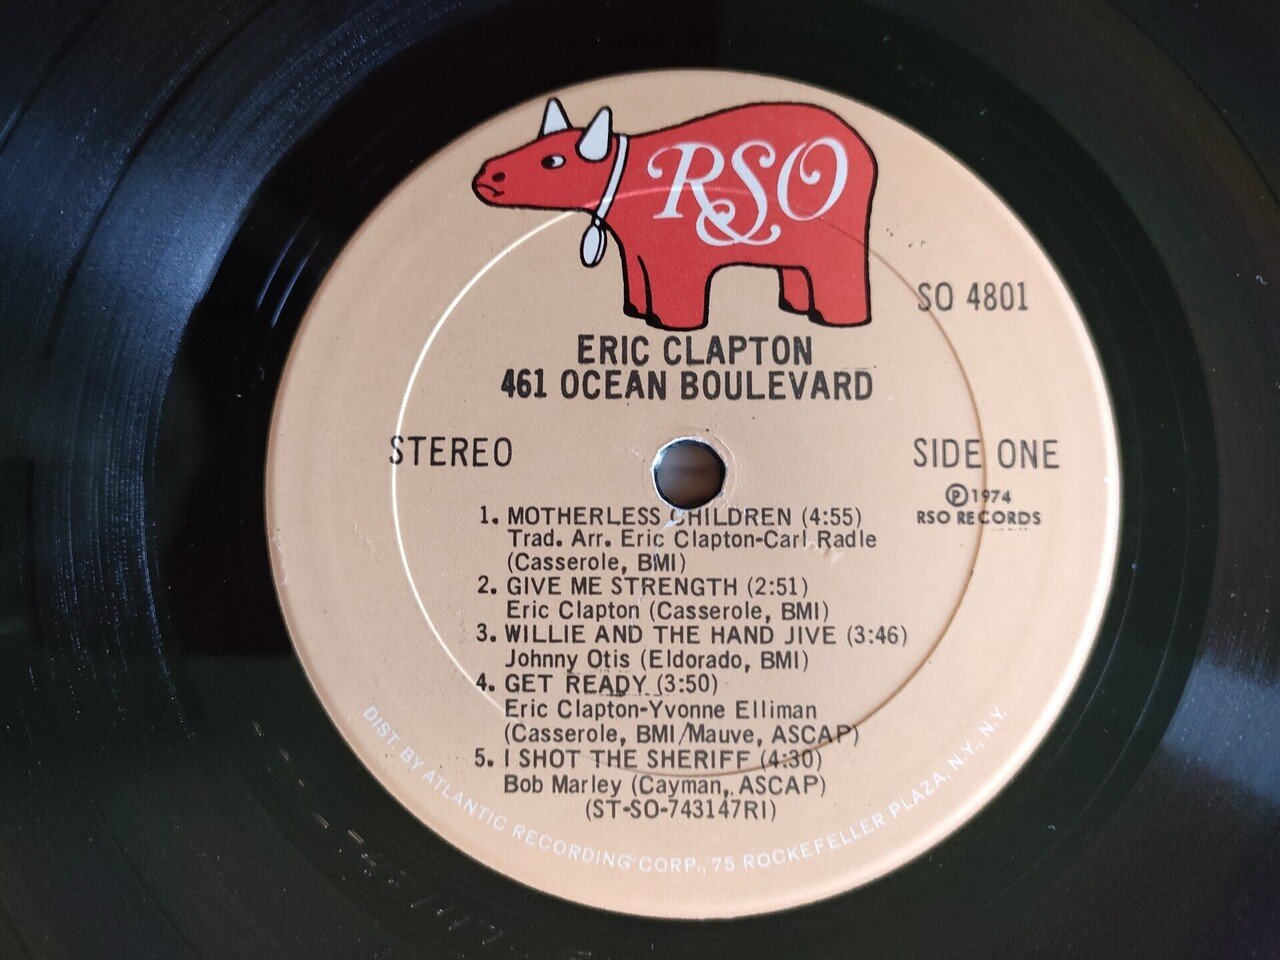 RSO
SO 4801
ERIC CLAPTON
461 OCEAN BOULEVARD
STEREO
SIDE ONE
℗1974
RSO RECORDS
1. MOTHERLESS CHILDREN (4:55)
Trad. Arr. Eric Clapton-Carl Radle
(Casserole, BMI)
2. GIVE ME STRENGTH (2:51)
Eric Clapton (Casserole, BMI)
3. WILLIE AND THE HAND JIVE (3:46)
Johnny Otis (Eldorado, BMI)
4. GET READY (3:50)
Eric Clapton-Yvonne Elliman
(Casserole, BMI/Mauve, ASCAP)
5. I SHOT THE SHERIFF (4:30)
Bob Marley (Cayman, ASCAP)
(ST-SO-743147RI)
DIST. BY ATLANTIC RECORDING CORP., 75 ROCKEFELLER PLAZA, N.Y., N.Y.